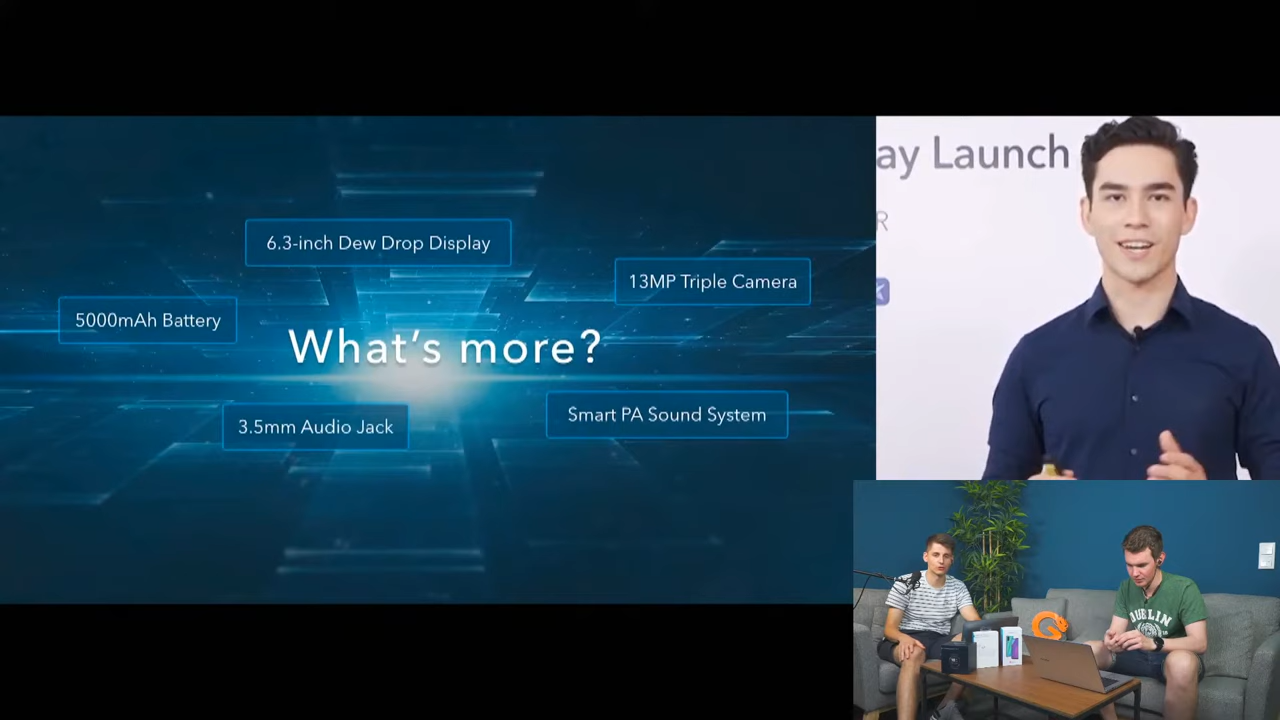 6.3-inch Dew Drop Display
13MP Triple Camera
5000mAh Battery
What's more?
3.5mm Audio Jack
Smart PA Sound System
ay Launch
R
DUBLIN